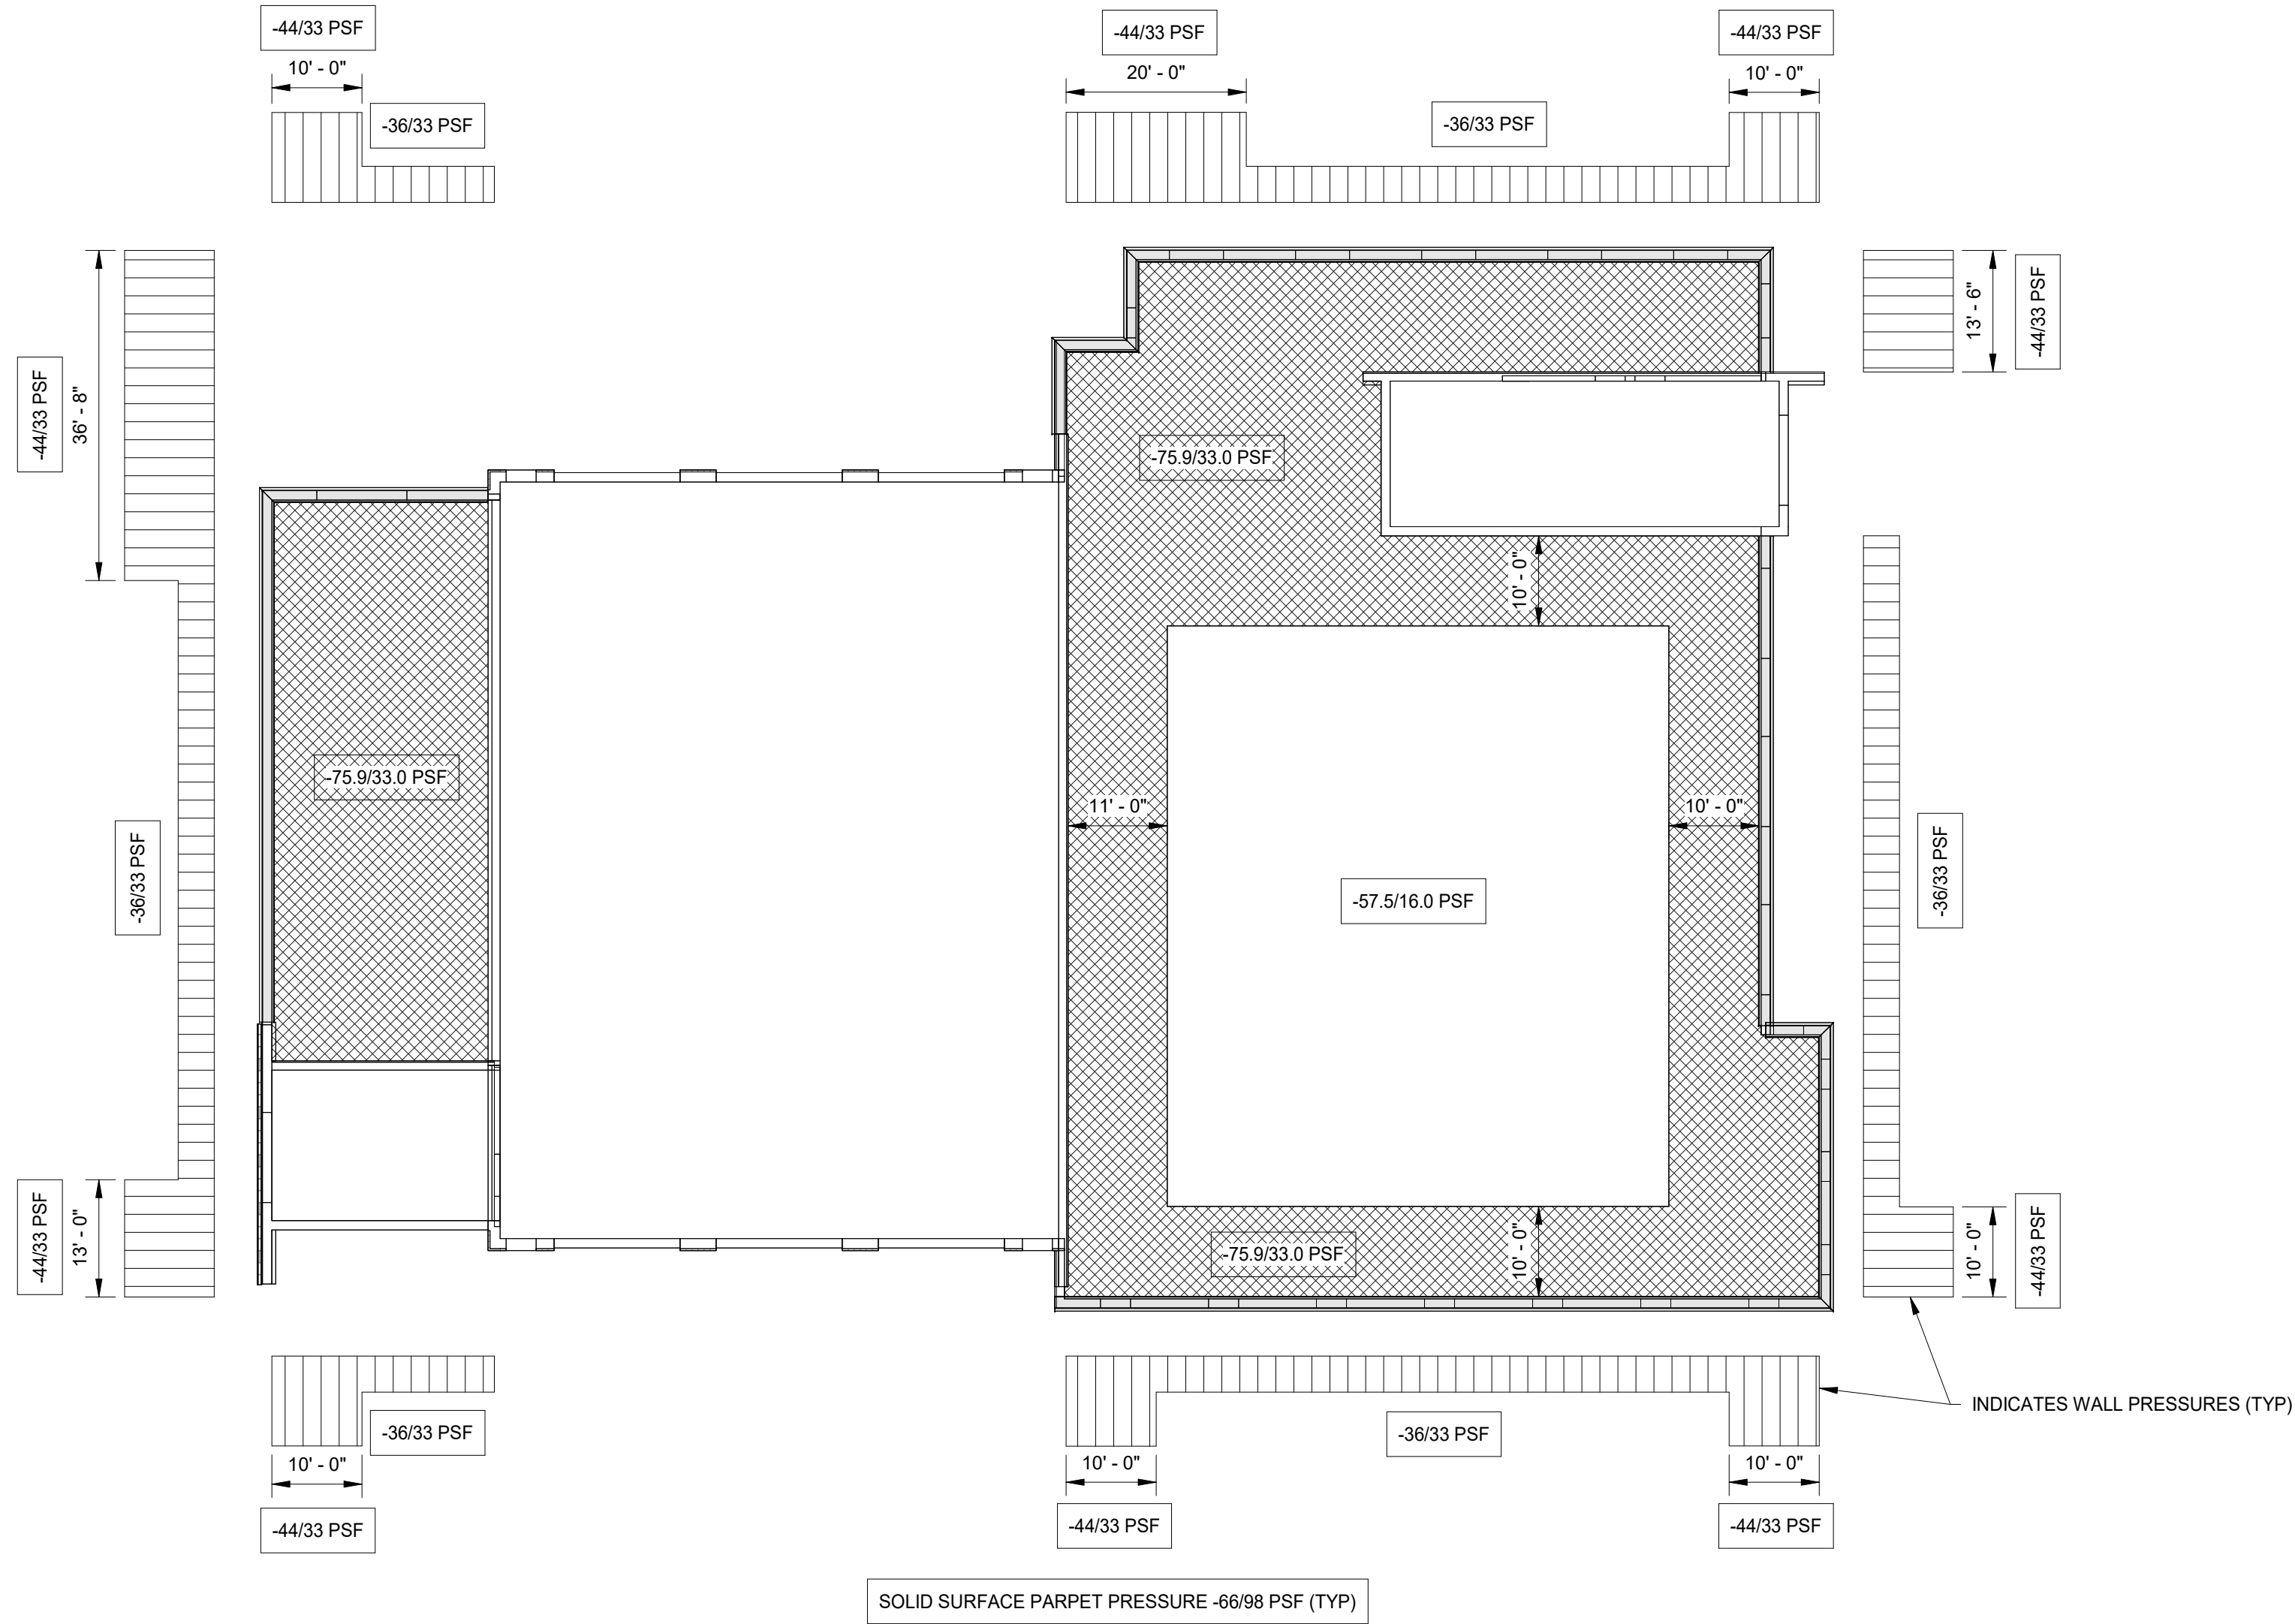 -44/33 PSF
-44/33 PSF
-44/33 PSF
10' - 0"
20' - 0"
10' - 0"
-36/33 PSF
-36/33 PSF
36' - 8"
-44/33 PSF
13' - 6"
-44/33 PSF
-75.9/33.0 PSF
10' - 0"
-75.9/33.0 PSF
11' - 0"
10' - 0"
-36/33 PSF
-57.5/16.0 PSF
-36/33 PSF
-44/33 PSF
13' - 0"
-75.9/33.0 PSF
10' - 0"
10' - 0"
-44/33 PSF
INDICATES WALL PRESSURES (TYP)
-36/33 PSF
-36/33 PSF
10' - 0"
10' - 0"
10' - 0"
-44/33 PSF
-44/33 PSF
-44/33 PSF
SOLID SURFACE PARPET PRESSURE -66/98 PSF (TYP)